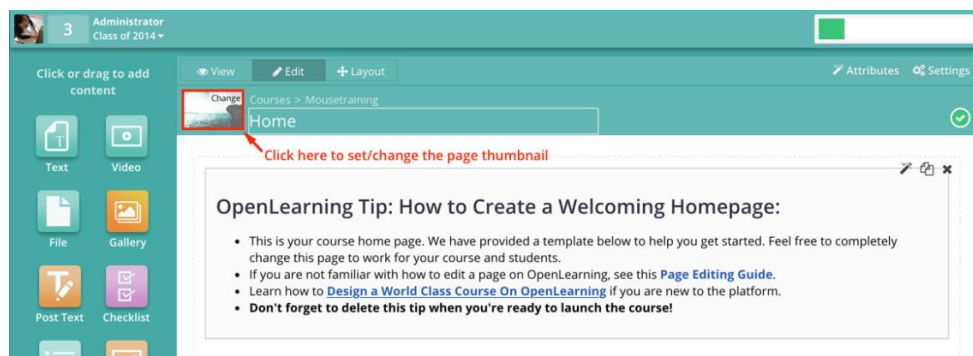 3
Administrator
Class of 2014
Click or drag to add
content
View
Edit
Layout
Attributes
Settings
Change
Courses > Mousetraining
Home
Click here to set/change the page thumbnail
Text
Video
File
Gallery
Post Text
Checklist
OpenLearning Tip: How to Create a Welcoming Homepage:
• This is your course home page. We have provided a template below to help you get started. Feel free to completely
change this page to work for your course and students.
• If you are not familiar with how to edit a page on OpenLearning, see this Page Editing Guide.
• Learn how to Design a World Class Course On OpenLearning if you are new to the platform.
• Don't forget to delete this tip when you're ready to launch the course!